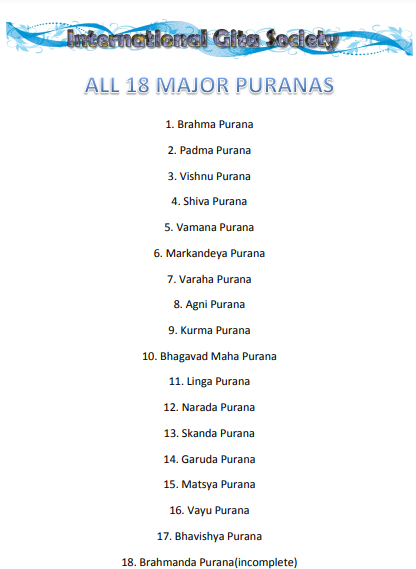 International Gita Society
ALL 18 MAJOR PURANAS
1. Brahma Purana
2. Padma Purana
3. Vishnu Purana
4. Shiva Purana
5. Vamana Purana
6. Markandeya Purana
7. Varaha Purana
8. Agni Purana
9. Kurma Purana
10. Bhagavad Maha Purana
11. Linga Purana
12. Narada Purana
13. Skanda Purana
14. Garuda Purana
15. Matsya Purana
16. Vayu Purana
17. Bhavishya Purana
18. Brahmanda Purana(incomplete)